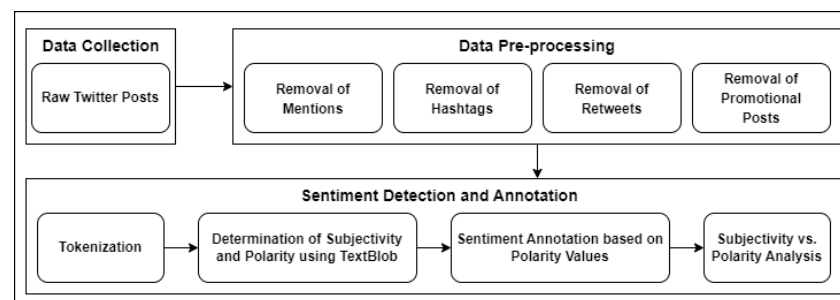 Data Collection
Raw Twitter Posts
Data Pre-processing
Removal of
Mentions
Removal of
Hashtags
Removal of
Retweets
Removal of
Promotional
Posts
Sentiment Detection and Annotation
Tokenization
Determination of Subjectivity
and Polarity using TextBlob
Sentiment Annotation based on
Polarity Values
Subjectivity vs.
Polarity Analysis